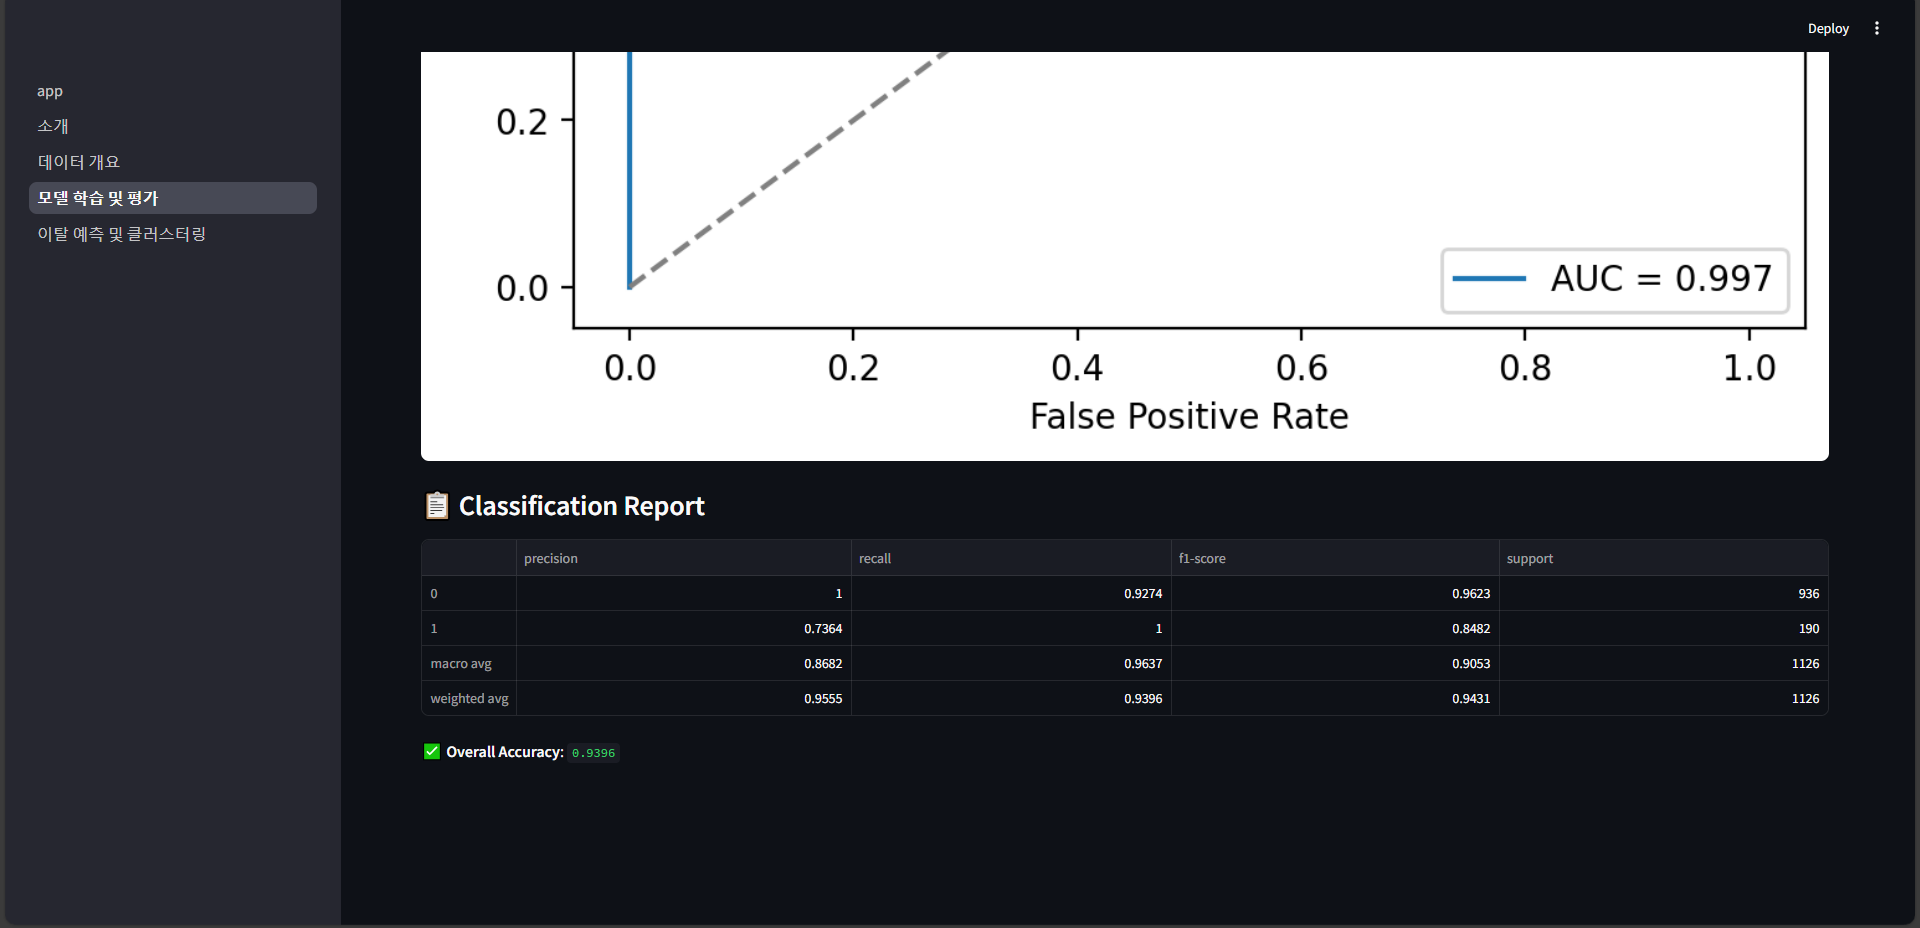 Deploy
app
소개
데이터 개요
모델 학습 및 평가
이탈 예측 및 클러스터링
0.2
0.0
AUC = 0.997
0.0 0.2 0.4 0.6 0.8 1.0
False Positive Rate
📋 Classification Report
precision recall f1-score support
0 1 0.9274 0.9623 936
1 0.7364 1 0.8482 190
macro avg 0.8682 0.9637 0.9053 1126
weighted avg 0.9555 0.9396 0.9431 1126
✅ Overall Accuracy: 0.9396